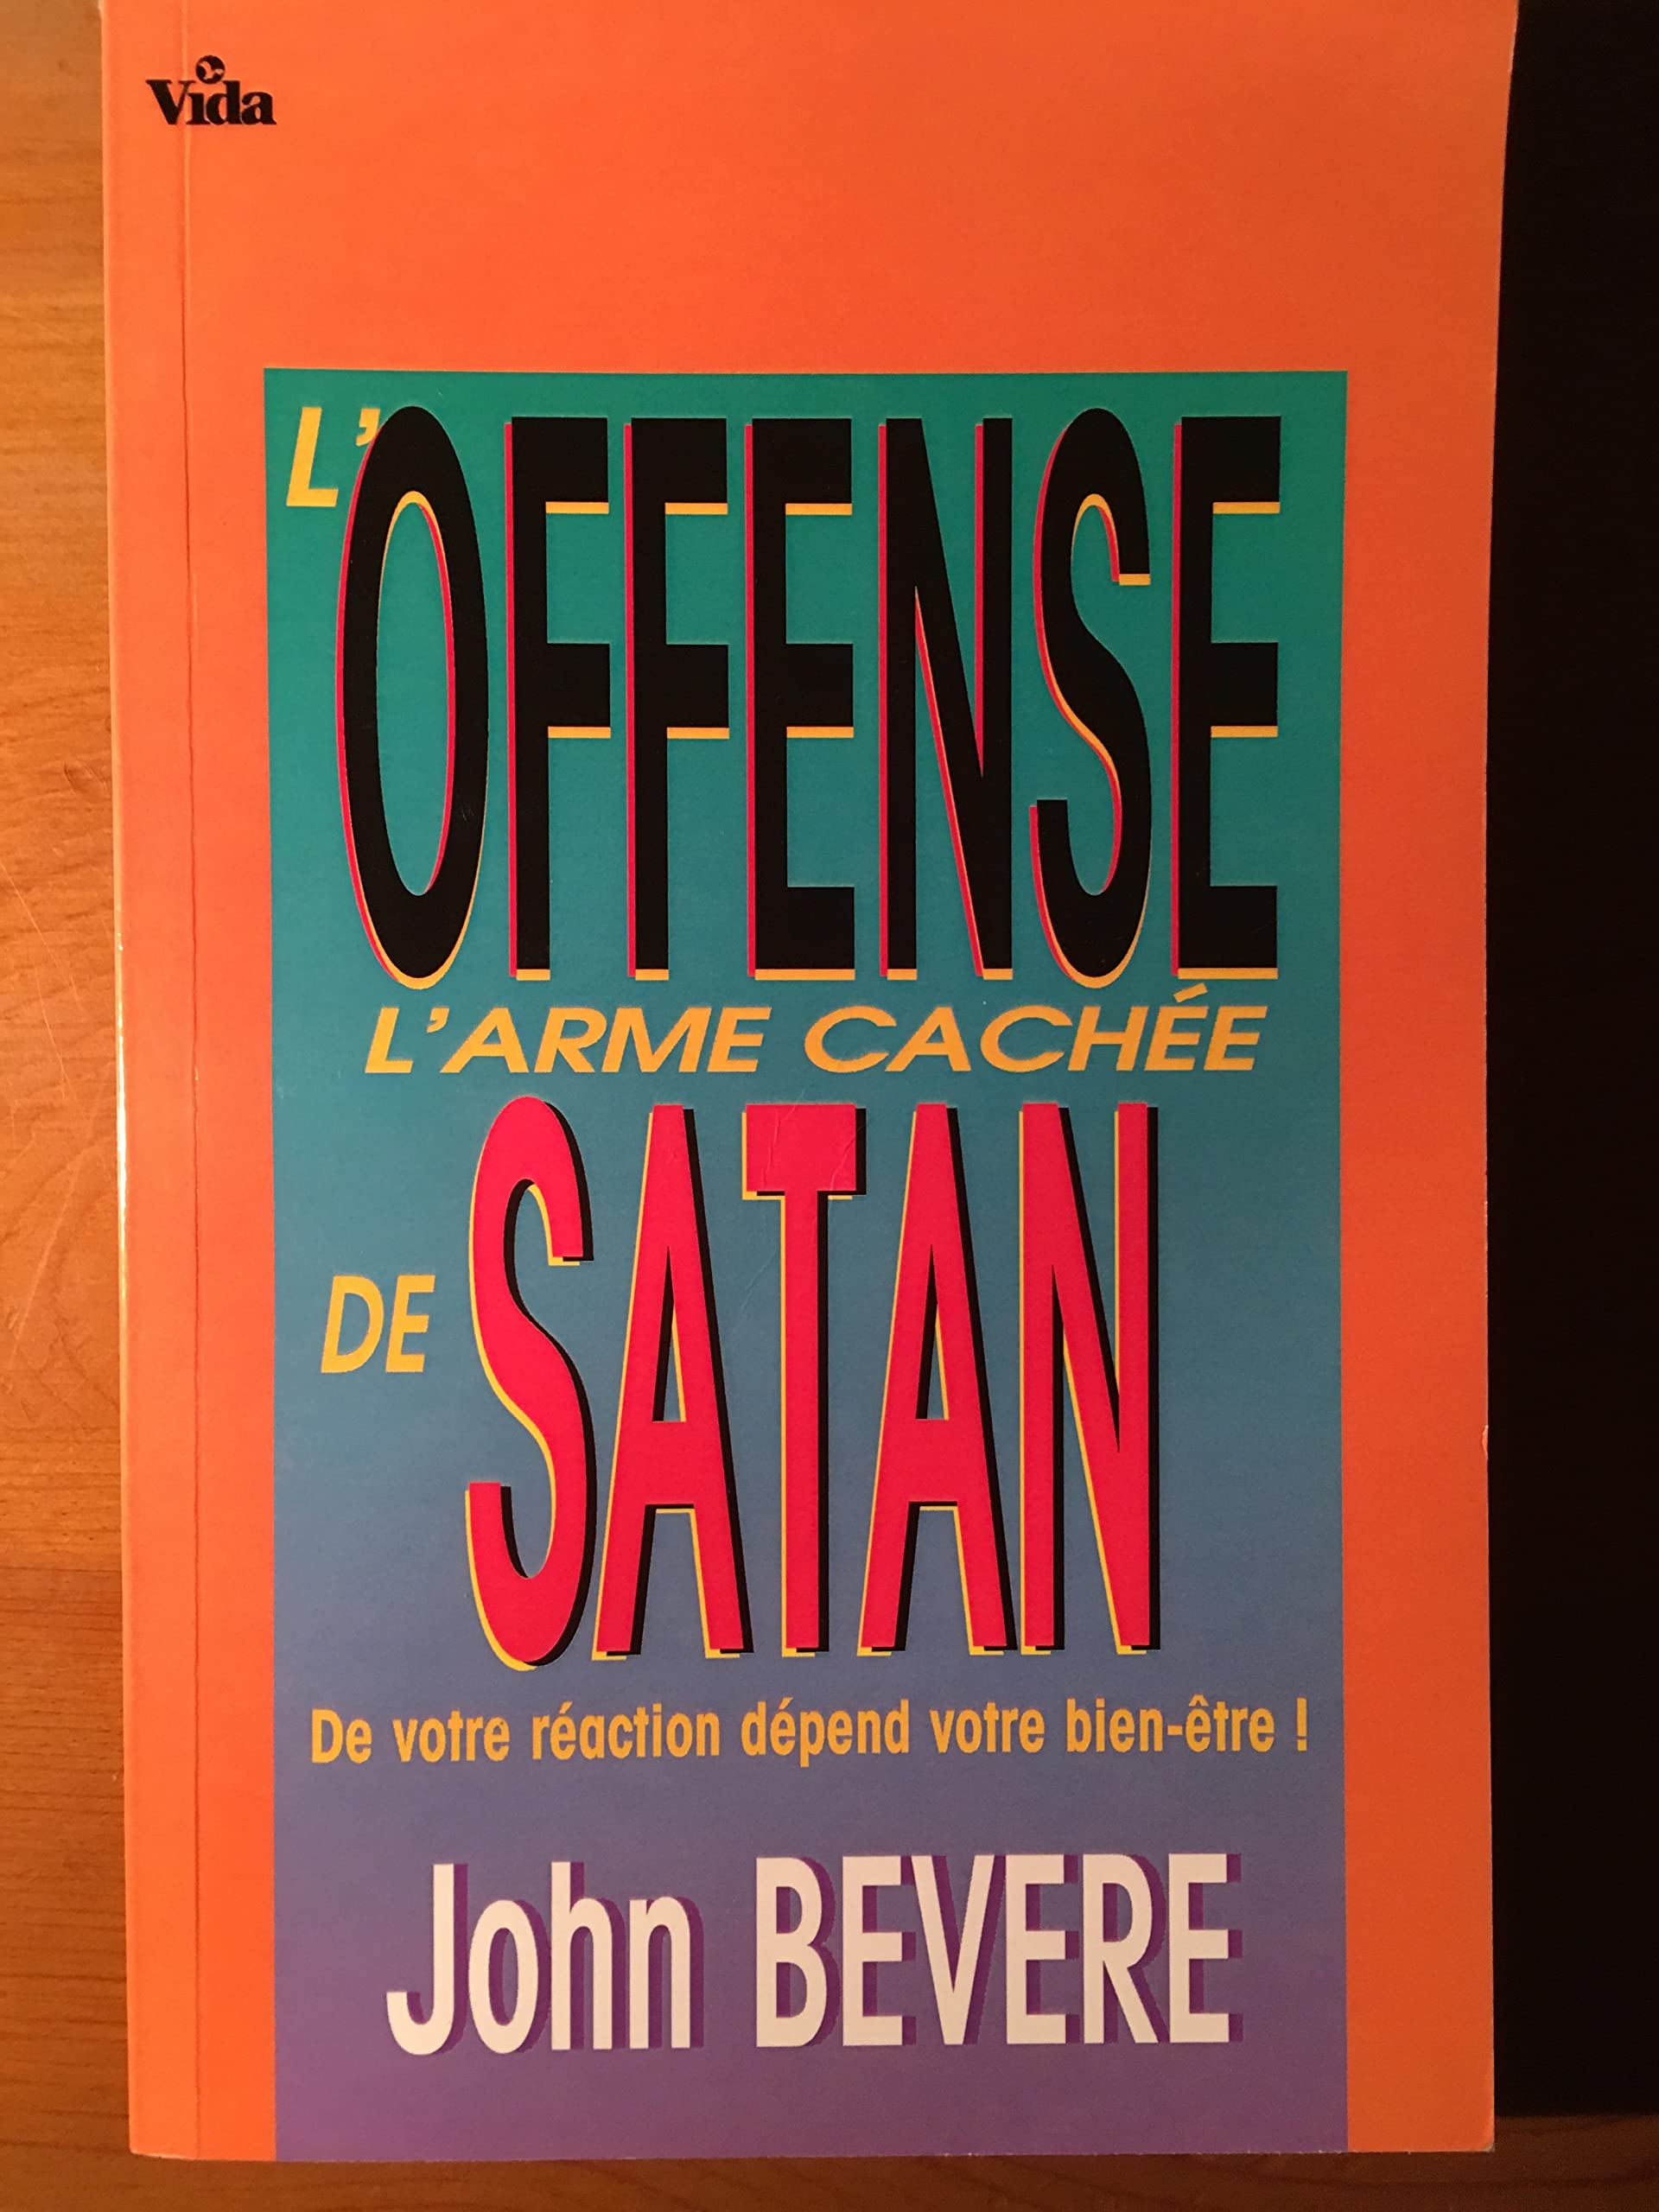 Vida
L'OFFENSE
L'ARME CACHÉE
DE SATAN
De votre réaction dépend votre bien-être !
John BEVERE